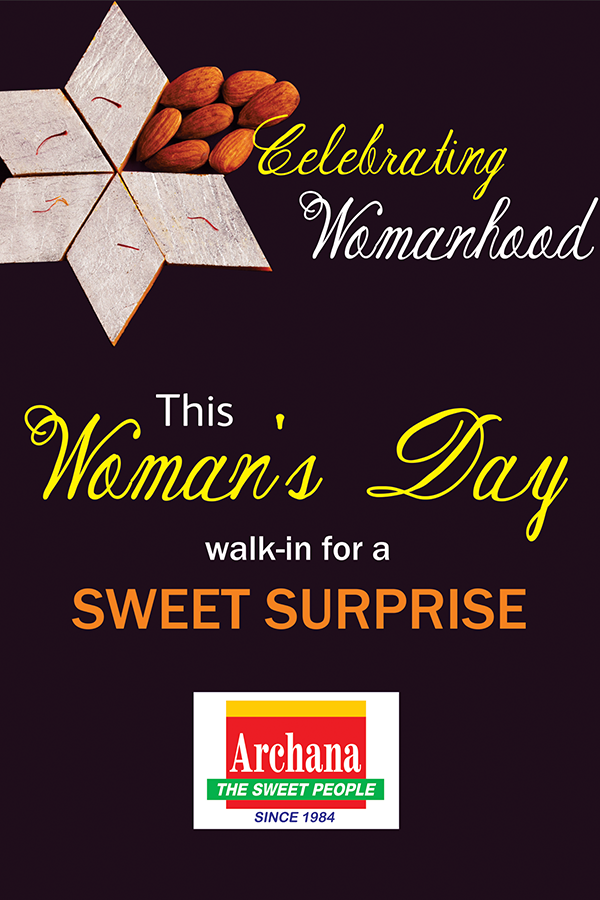 Celebrating
Womanhood
This
Woman's Day
walk-in for a
SWEET SURPRISE
Archana
THE SWEET PEOPLE
SINCE 1984